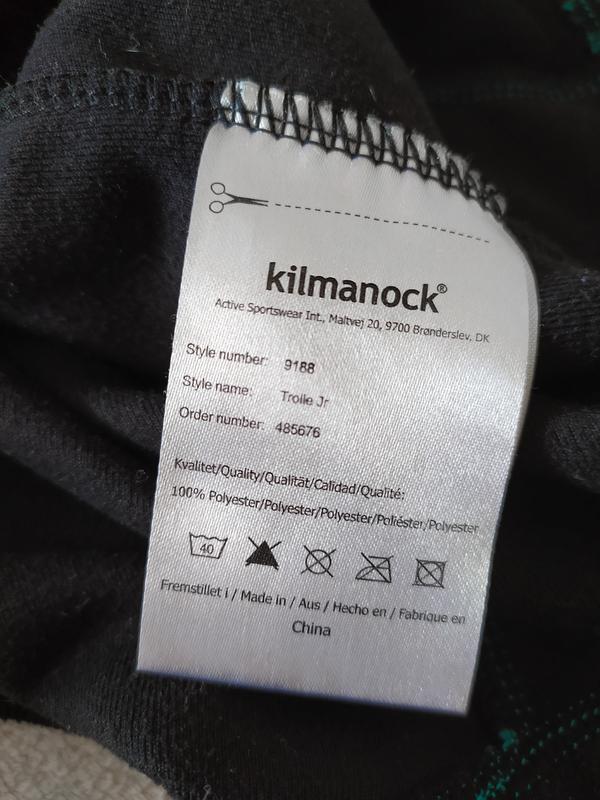 kilmanock®
Active Sportswear Int., Maltvej 20, 9700 Brønderslev, DK
Style number: 9188
Style name: Trolle Jr
Order number: 485676
Kvalitet/Quality/Qualität/Calidad/Qualité:
100% Polyester/Polyester/Polyester/Poliéster/Polyester
40
Fremstillet i / Made in / Aus / Hecho en / Fabrique en
China